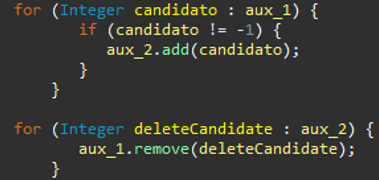 for (Integer candidato : aux_1) {
if (candidato != -1) {
aux_2.add(candidato);
}
}
for (Integer deleteCandidate : aux_2) {
aux_1.remove(deleteCandidate);
}